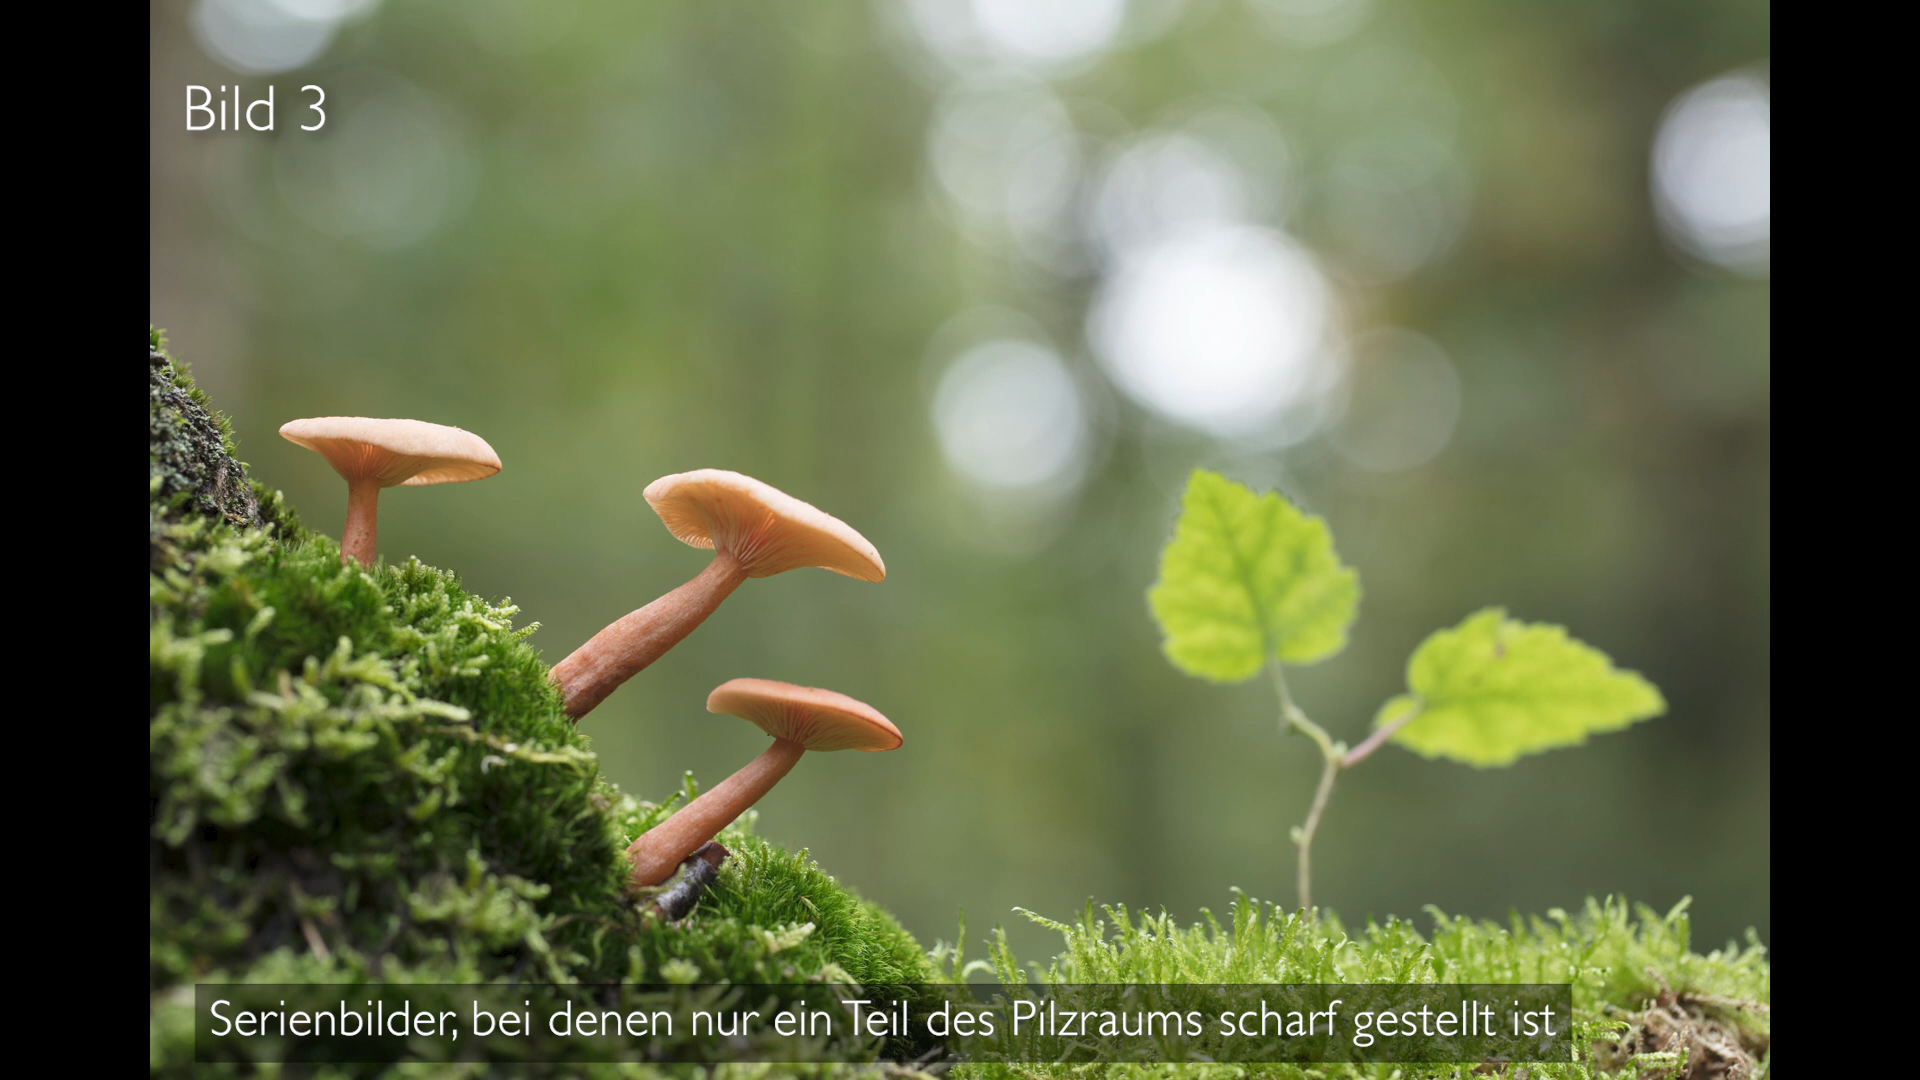 Bild 3
Serienbilder, bei denen nur ein Teil des Pilzraums scharf gestellt ist